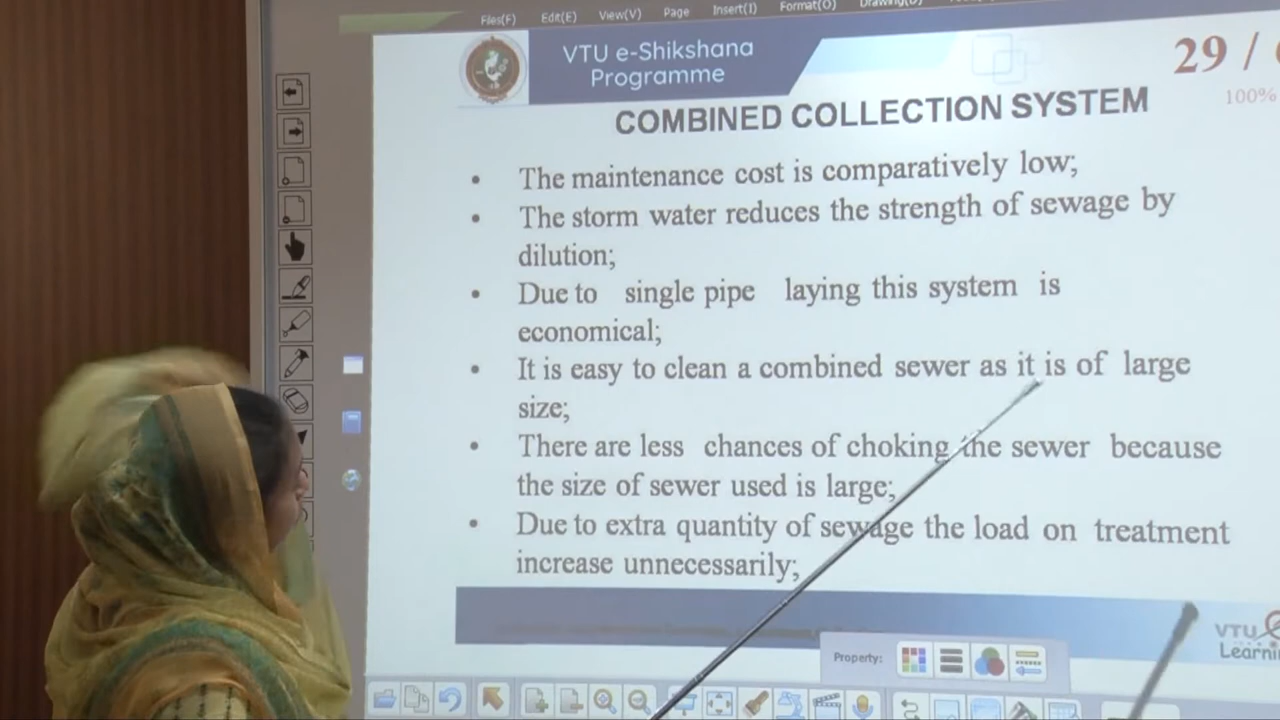 Files(F) Edit(E) View(V) Page Insert(I) Format(O)
VTU e-Shikshana
Programme
29 /
100%
COMBINED COLLECTION SYSTEM
• The maintenance cost is comparatively low;
• The storm water reduces the strength of sewage by
dilution;
• Due to single pipe laying this system is
economical;
• It is easy to clean a combined sewer as it is of large
size;
• There are less chances of choking the sewer because
the size of sewer used is large;
• Due to extra quantity of sewage the load on treatment
increase unnecessarily;
VTU
Property: